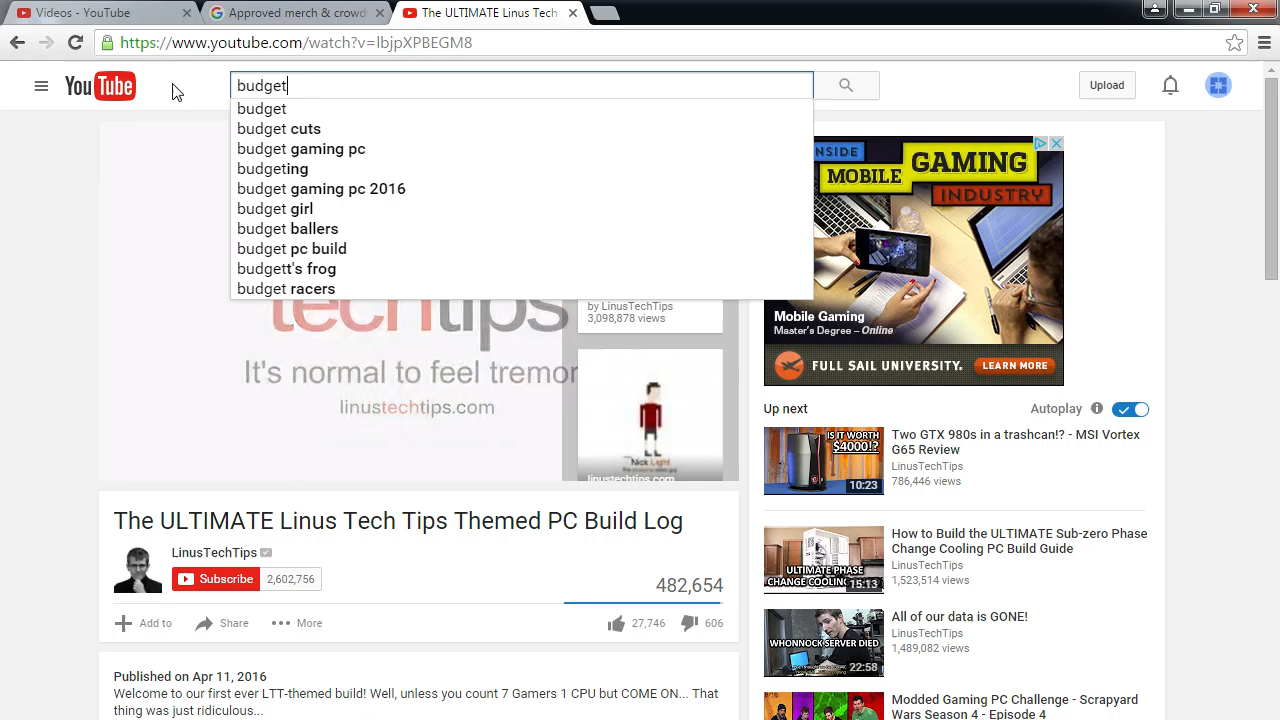 Videos - YouTube
Approved merch & crowd
The ULTIMATE Linus Tech
https://www.youtube.com/watch?v=lbjpXPBEGM8
YouTube
budget
Upload
budget
budget cuts
budget gaming pc
budgeting
budget gaming pc 2016
budget girl
budget ballers
budget pc build
budgett's frog
budget racers
techtips
It's normal to feel tremor
linustechtips.com
by LinusTechTips
3,098,878 views
Nick Light
linustechtips.com
INSIDE
MOBILE GAMING
INDUSTRY
Mobile Gaming
Master's Degree – Online
FULL SAIL UNIVERSITY.
LEARN MORE
Up next
Autoplay
IS IT WORTH
$4000!?
10:23
Two GTX 980s in a trashcan!? - MSI Vortex
G65 Review
LinusTechTips
786,446 views
ULTIMATE PHASE
CHANGE COOLING
15:13
How to Build the ULTIMATE Sub-zero Phase
Change Cooling PC Build Guide
LinusTechTips
1,523,514 views
WHONNOCK SERVER DIED
22:58
All of our data is GONE!
LinusTechTips
1,489,082 views
Modded Gaming PC Challenge - Scrapyard
Wars Season 4 - Episode 4
The ULTIMATE Linus Tech Tips Themed PC Build Log
LinusTechTips
Subscribe
2,602,756
482,654
Add to
Share
More
27,746
606
Published on Apr 11, 2016
Welcome to our first ever LTT-themed build! Well, unless you count 7 Gamers 1 CPU but COME ON... That
thing was just ridiculous...